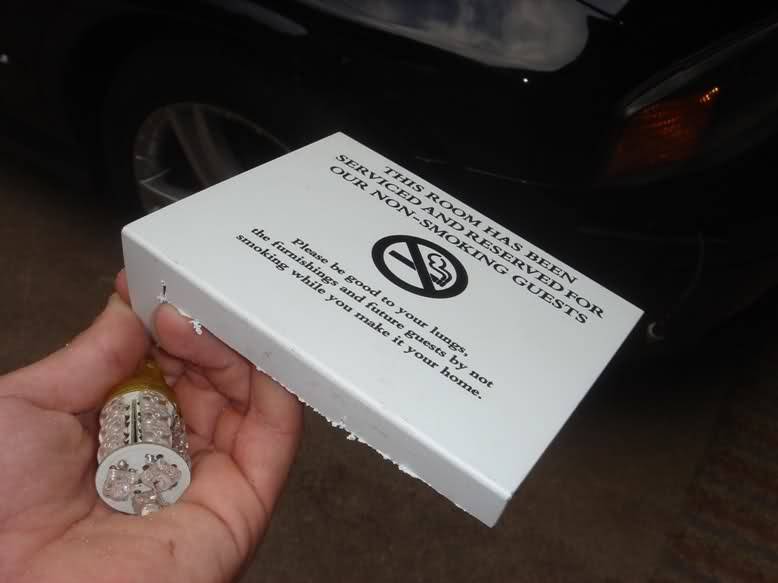 THIS ROOM HAS BEEN
SERVICED AND RESERVED FOR
OUR NON-SMOKING GUESTS
Please be good to your lungs,
the furnishings and future guests by not
smoking while you make it your home.